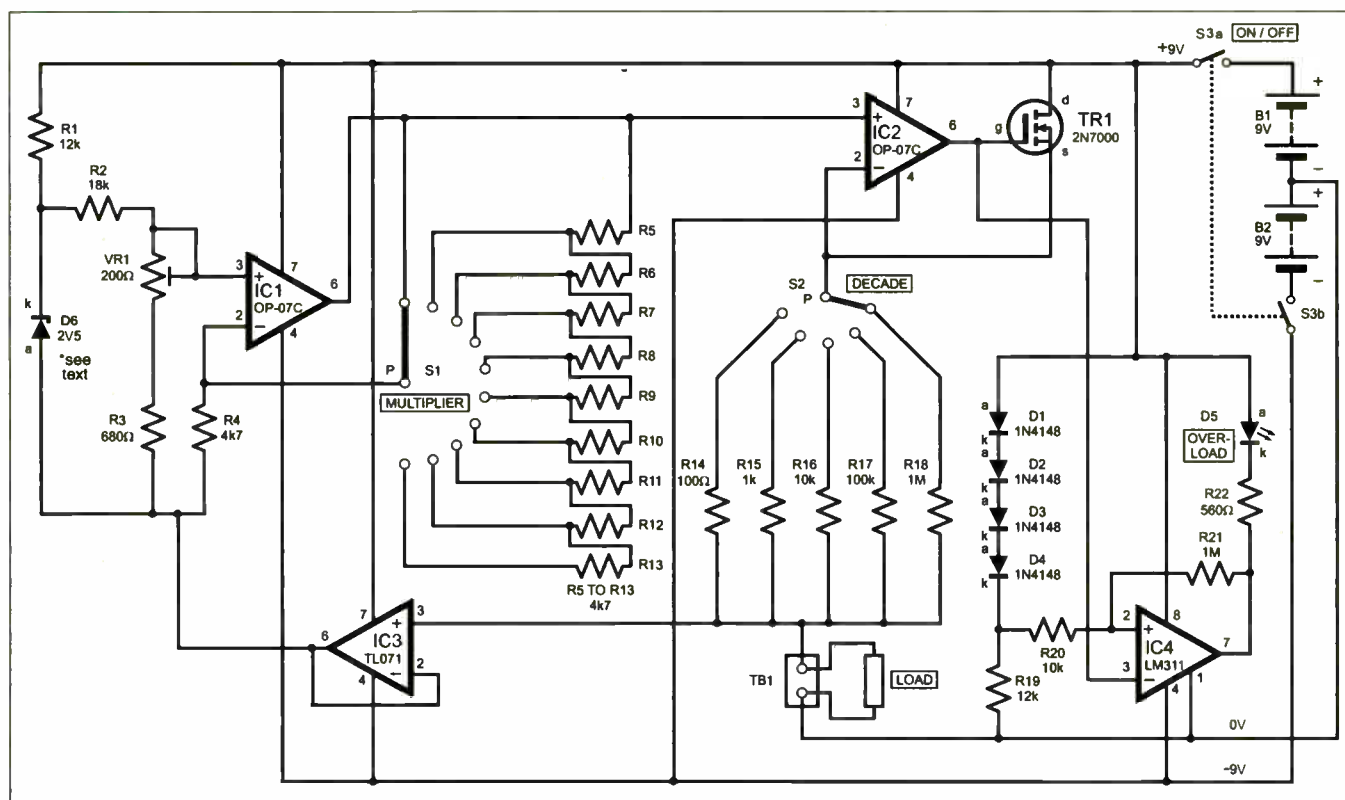 S3a ON / OFF
+9V
+
B1
9V
−
+
B2
9V
−
S3b
R1
12k
R2
18k
VR1
200Ω
k
D6
2V5
a
*see
text
R3
680Ω
R4
4k7
3
+
7
IC1
OP-07C
6
2
−
4
P
S1
MULTIPLIER
R5
R6
R7
R8
R9
R10
R11
R12
R13
R5 TO R13
4k7
3
+
7
IC2
OP-07C
6
2
−
4
d
g
s
TR1
2N7000
S2
P
DECADE
R14
100Ω
R15
1k
R16
10k
R17
100k
R18
1M
7
3
+
6
IC3
TL071
2
−
4
TB1
LOAD
a
D1
1N4148
k
a
D2
1N4148
k
a
D3
1N4148
k
a
D4
1N4148
k
a
D5
OVER-
LOAD
k
R22
560Ω
R21
1M
R20
10k
R19
12k
2
+
8
IC4
LM311
7
3
−
4
1
0V
-9V